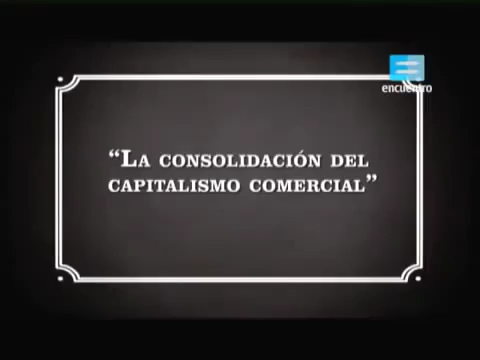 encuentro
“LA CONSOLIDACIÓN DEL
CAPITALISMO COMERCIAL”